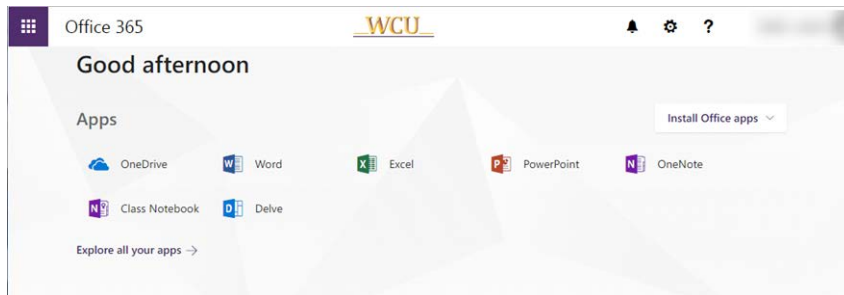 Office 365 WCU ?
Good afternoon
Apps Install Office apps
OneDrive Word Excel PowerPoint OneNote
Class Notebook Delve
Explore all your apps →